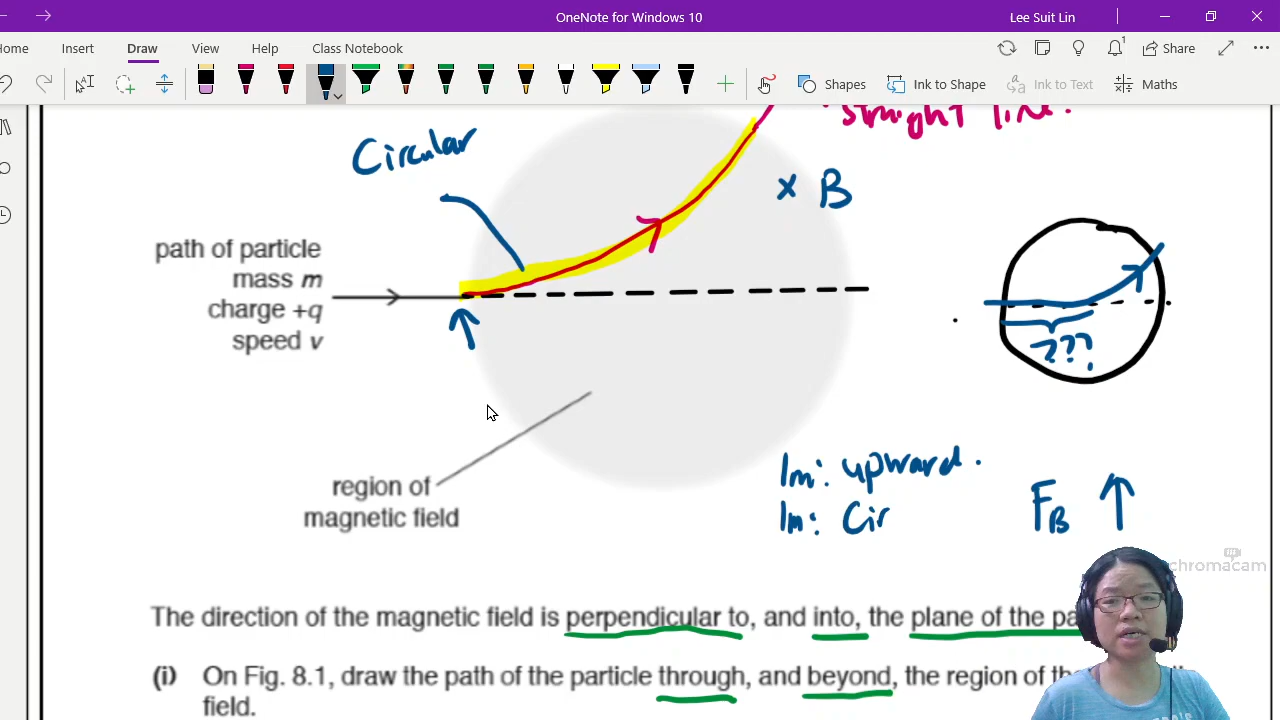 OneNote for Windows 10
Lee Suit Lin
Home
Insert
Draw
View
Help
Class Notebook
1
Share
Shapes
Ink to Shape
Ink to Text
Maths
straight line.
Circular
× B
path of particle
mass m
charge +q
speed v
???
region of
magnetic field
1m: upward.
1m: Cir
F_B ↑
chromacam
The direction of the magnetic field is perpendicular to, and into, the plane of the pa
(i) On Fig. 8.1, draw the path of the particle through, and beyond, the region of the
field.